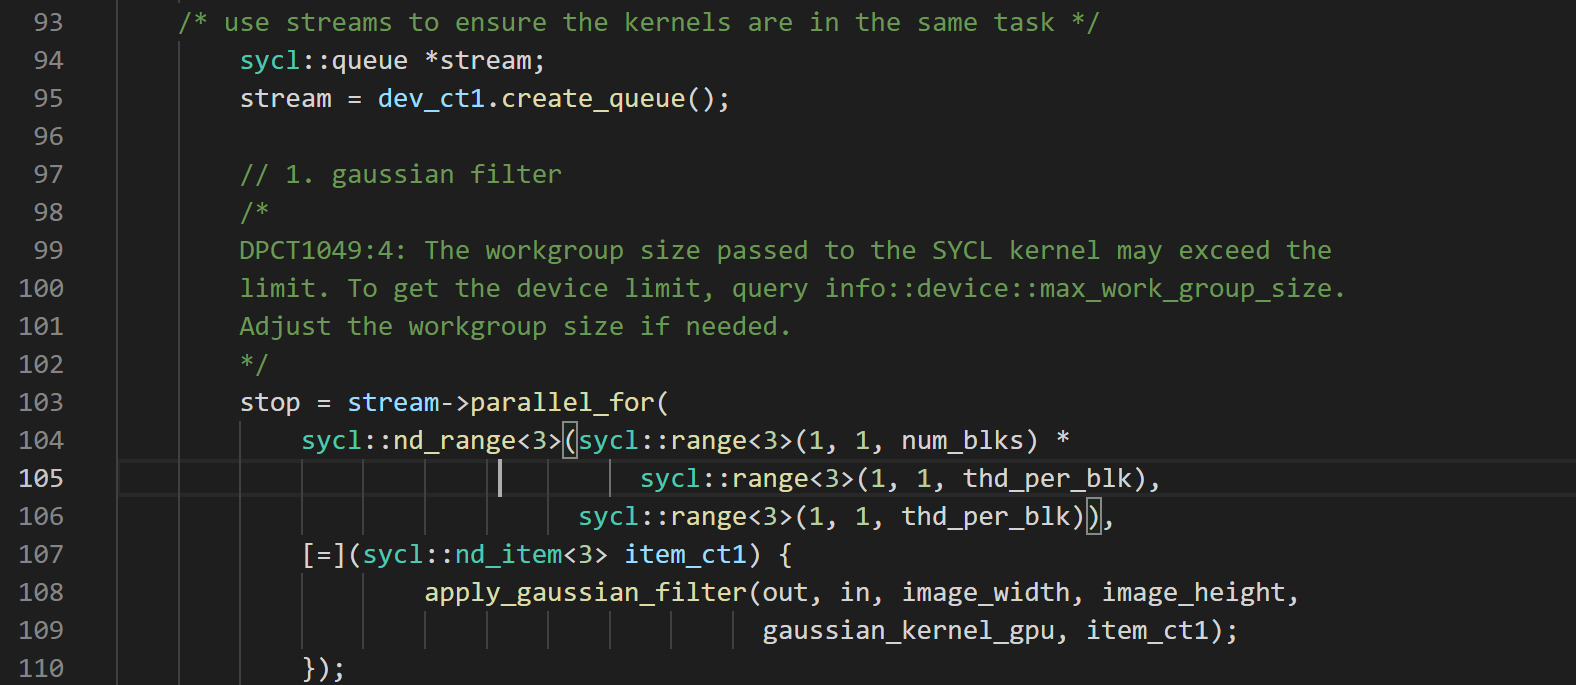 93 /* use streams to ensure the kernels are in the same task */
94 sycl::queue *stream;
95 stream = dev_ct1.create_queue();
96
97 // 1. gaussian filter
98 /*
99 DPCT1049:4: The workgroup size passed to the SYCL kernel may exceed the
100 limit. To get the device limit, query info::device::max_work_group_size.
101 Adjust the workgroup size if needed.
102 */
103 stop = stream->parallel_for(
104 sycl::nd_range<3>(sycl::range<3>(1, 1, num_blks) *
105 sycl::range<3>(1, 1, thd_per_blk),
106 sycl::range<3>(1, 1, thd_per_blk)),
107 [=](sycl::nd_item<3> item_ct1) {
108 apply_gaussian_filter(out, in, image_width, image_height,
109 gaussian_kernel_gpu, item_ct1);
110 });